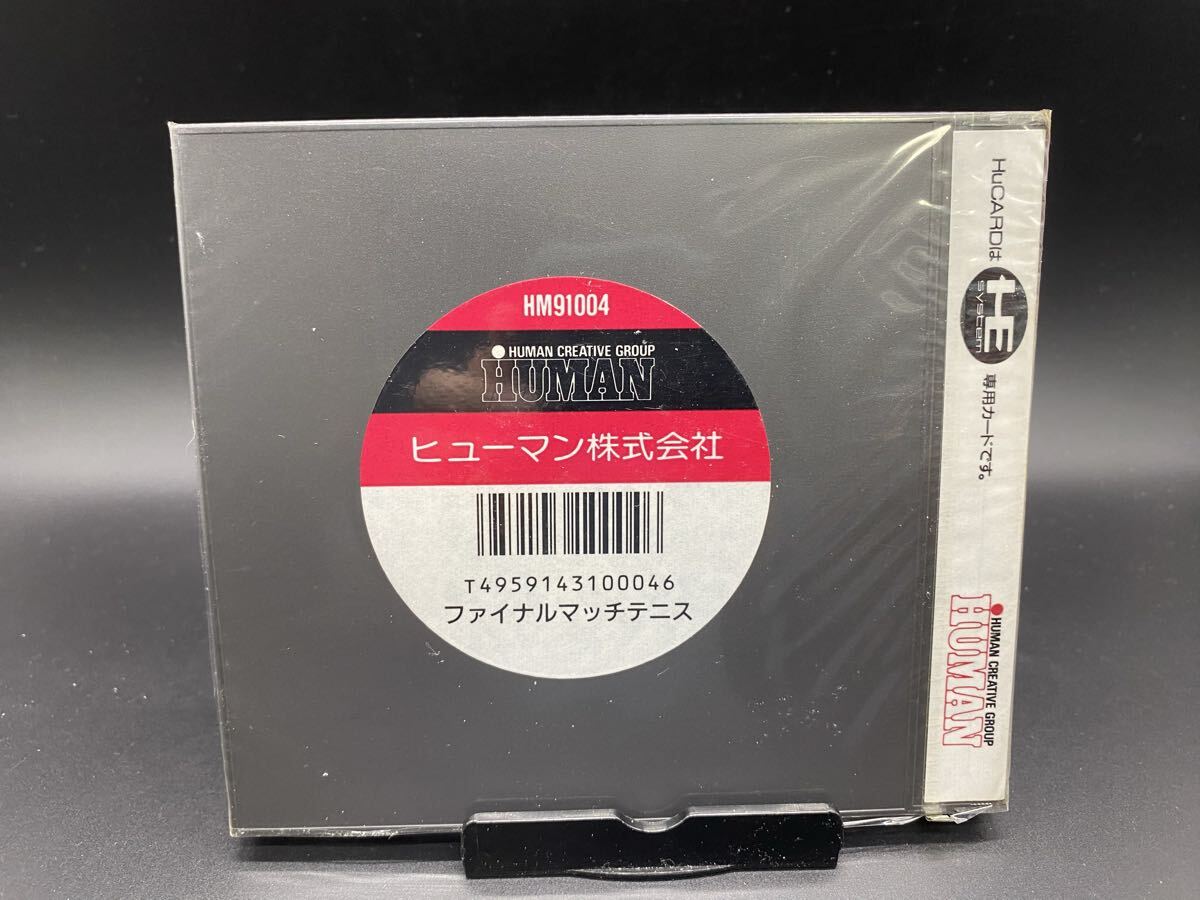 HM91004
HUMAN CREATIVE GROUP
HUMAN
ヒューマン株式会社
T4959143100046
ファイナルマッチテニス
HuCARDは
HE
system
専用カードです。
HUMAN CREATIVE GROUP
HUMAN